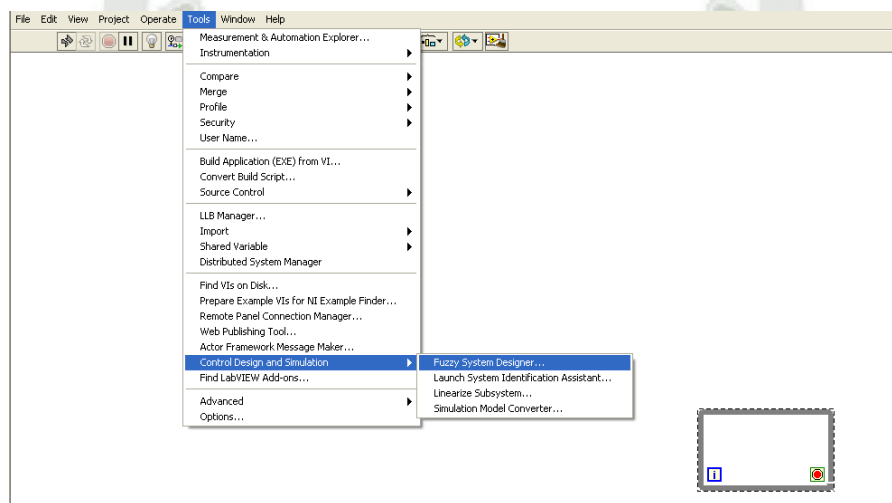 File Edit View Project Operate Tools Window Help
Measurement & Automation Explorer...
Instrumentation
Compare
Merge
Profile
Security
User Name...
Build Application (EXE) from VI...
Convert Build Script...
Source Control
LLB Manager...
Import
Shared Variable
Distributed System Manager
Find VIs on Disk...
Prepare Example VIs for NI Example Finder...
Remote Panel Connection Manager...
Web Publishing Tool...
Actor Framework Message Maker...
Control Design and Simulation
Fuzzy System Designer...
Find LabVIEW Add-ons...
Launch System Identification Assistant...
Linearize Subsystem...
Advanced
Simulation Model Converter...
Options...
i